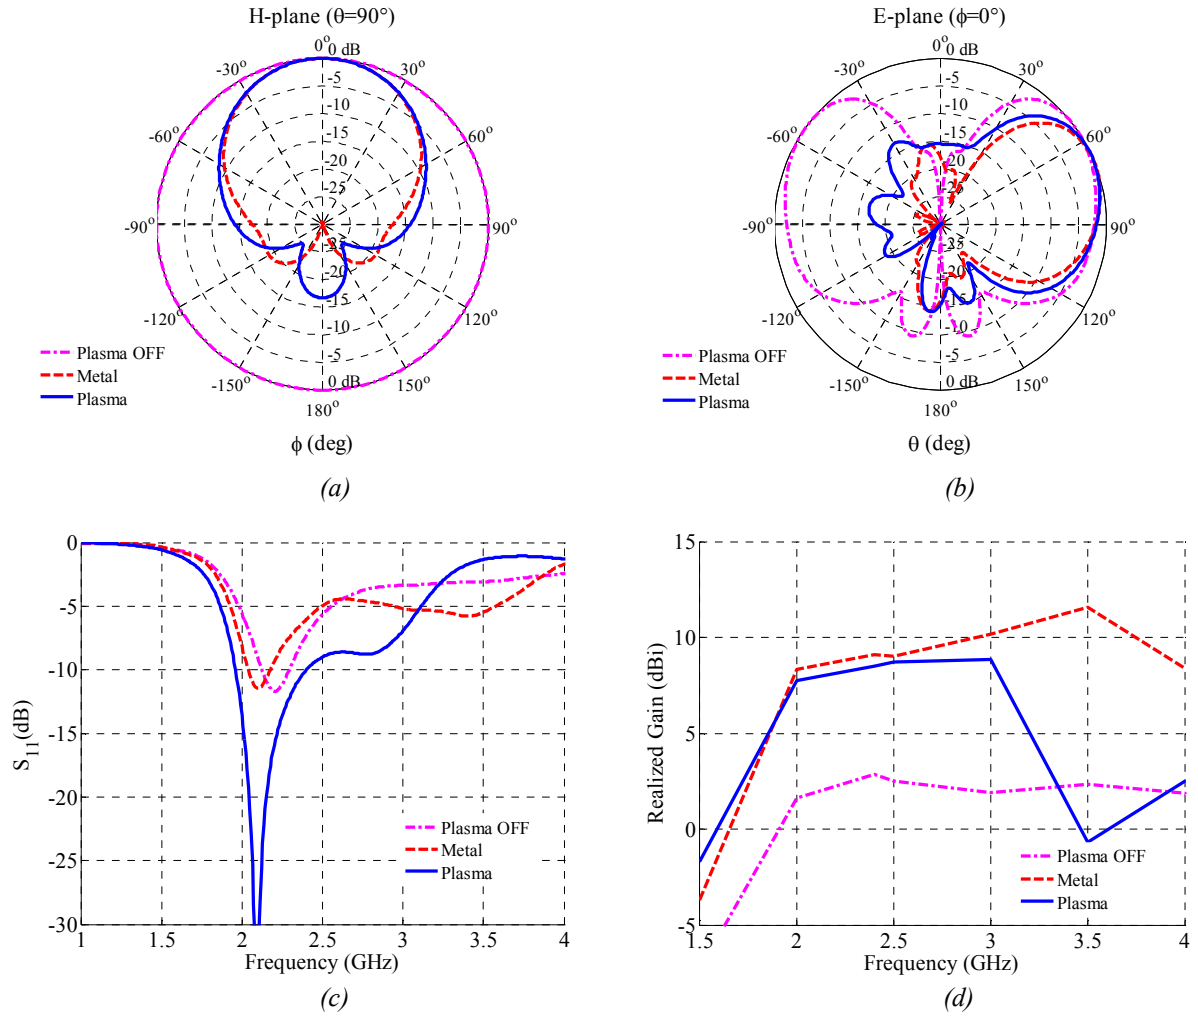 H-plane (θ=90°)
0°
0 dB
-30°
30°
-5
-10
-60°
60°
-15
-20
-25
-90°
90°
-25
-20
-120°
-15
120°
-10
-5
-150°
0 dB
150°
180°
Plasma OFF
Metal
Plasma
ϕ (deg)
(a)
E-plane (ϕ=0°)
0°
0 dB
-30°
30°
-5
-10
-60°
60°
-15
-20
-90°
90°
-20
-120°
-15
120°
-10
-5
-150°
0 dB
150°
180°
Plasma OFF
Metal
Plasma
θ (deg)
(b)
S11(dB)
0
-5
-10
-15
-20
-25
-30
Plasma OFF
Metal
Plasma
1 1.5 2 2.5 3 3.5 4
Frequency (GHz)
(c)
Realized Gain (dBi)
15
10
5
0
-5
Plasma OFF
Metal
Plasma
1.5 2 2.5 3 3.5 4
Frequency (GHz)
(d)